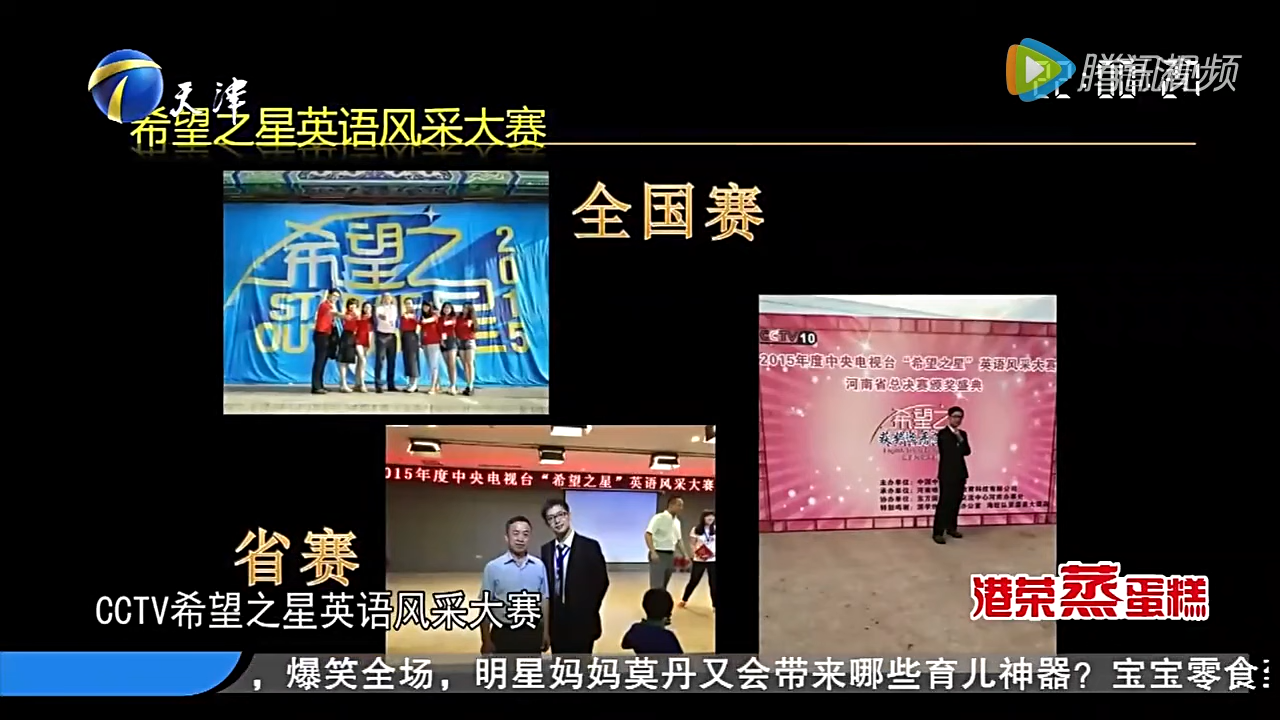 天津
腾讯视频
希望之星英语风采大赛
全国赛
希望之
2015
CCTV10
2015年度中央电视台“希望之星”英语风采大赛
河南省总决赛颁奖盛典
希望之
015年度中央电视台“希望之星”英语风采大赛
省赛
CCTV希望之星英语风采大赛
港荣蒸蛋糕
，爆笑全场，明星妈妈莫丹又会带来哪些育儿神器？宝宝零食